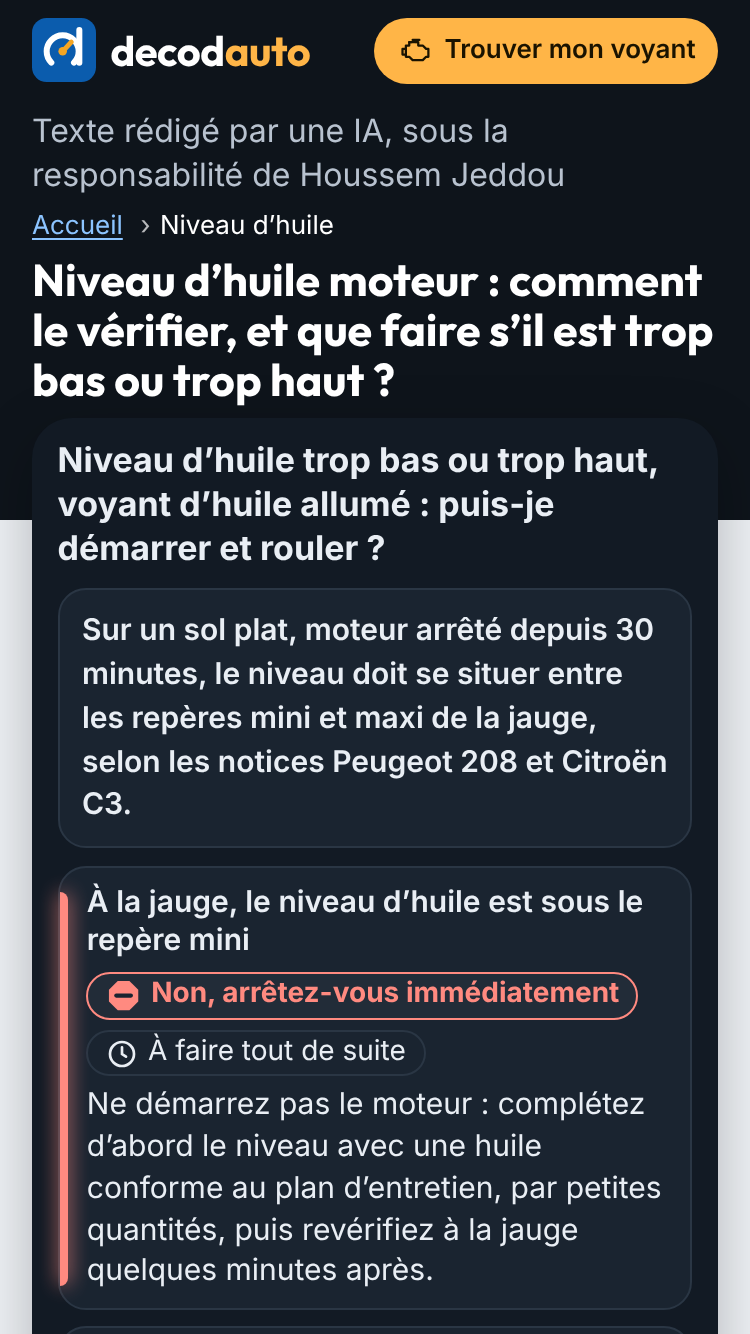 decodauto
Trouver mon voyant
Texte rédigé par une IA, sous la
responsabilité de Houssem Jeddou
Accueil › Niveau d’huile
Niveau d’huile moteur : comment
le vérifier, et que faire s’il est trop
bas ou trop haut ?
Niveau d’huile trop bas ou trop haut,
voyant d’huile allumé : puis-je
démarrer et rouler ?
Sur un sol plat, moteur arrêté depuis 30
minutes, le niveau doit se situer entre
les repères mini et maxi de la jauge,
selon les notices Peugeot 208 et Citroën
C3.
À la jauge, le niveau d’huile est sous le
repère mini
Non, arrêtez-vous immédiatement
À faire tout de suite
Ne démarrez pas le moteur : complétez
d’abord le niveau avec une huile
conforme au plan d’entretien, par petites
quantités, puis revérifiez à la jauge
quelques minutes après.